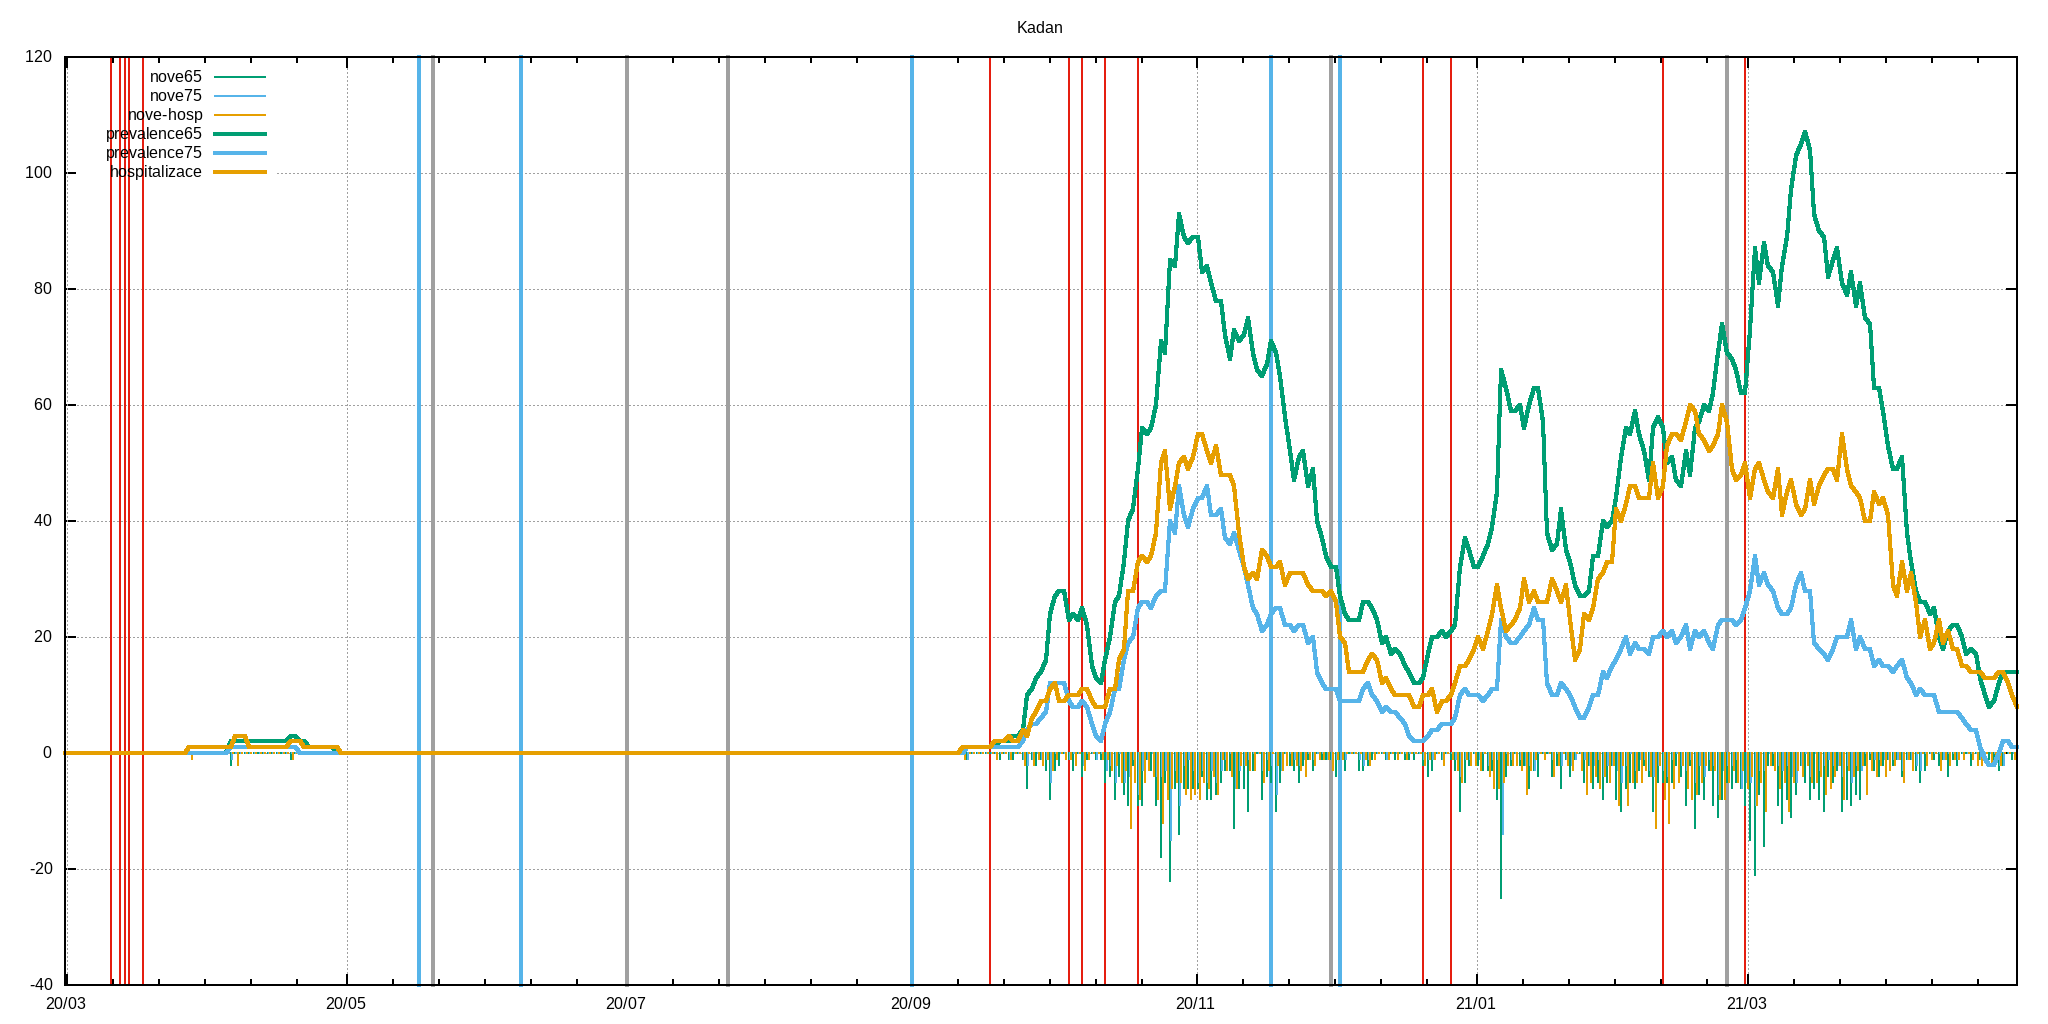 Kadan
120
100
80
60
40
20
0
-20
-40
nove65
nove75
nove-hosp
prevalence65
prevalence75
hospitalizace
20/03 20/05 20/07 20/09 20/11 21/01 21/03